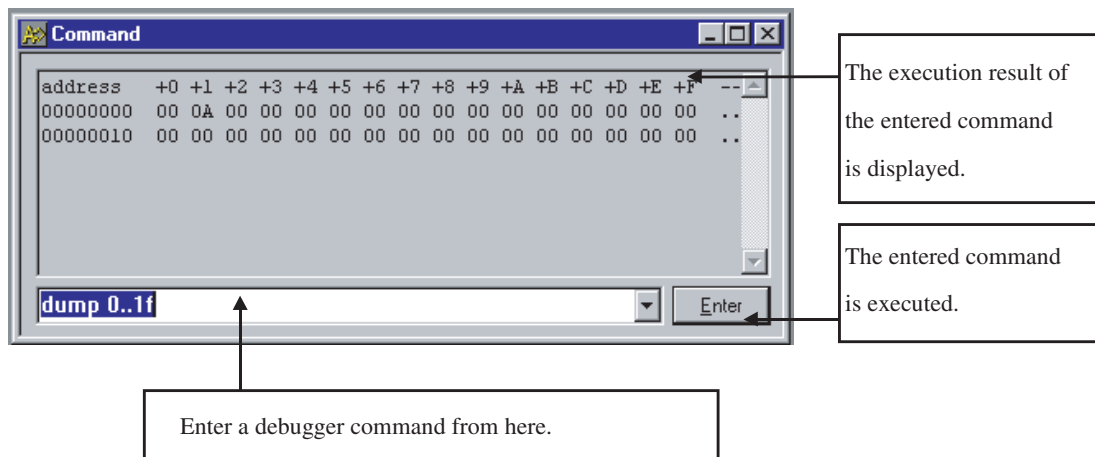 Command
address +0 +1 +2 +3 +4 +5 +6 +7 +8 +9 +A +B +C +D +E +F --
00000000 00 0A 00 00 00 00 00 00 00 00 00 00 00 00 00 00 ..
00000010 00 00 00 00 00 00 00 00 00 00 00 00 00 00 00 00 ..
dump 0..1f
Enter
The execution result of
the entered command
is displayed.
The entered command
is executed.
Enter a debugger command from here.